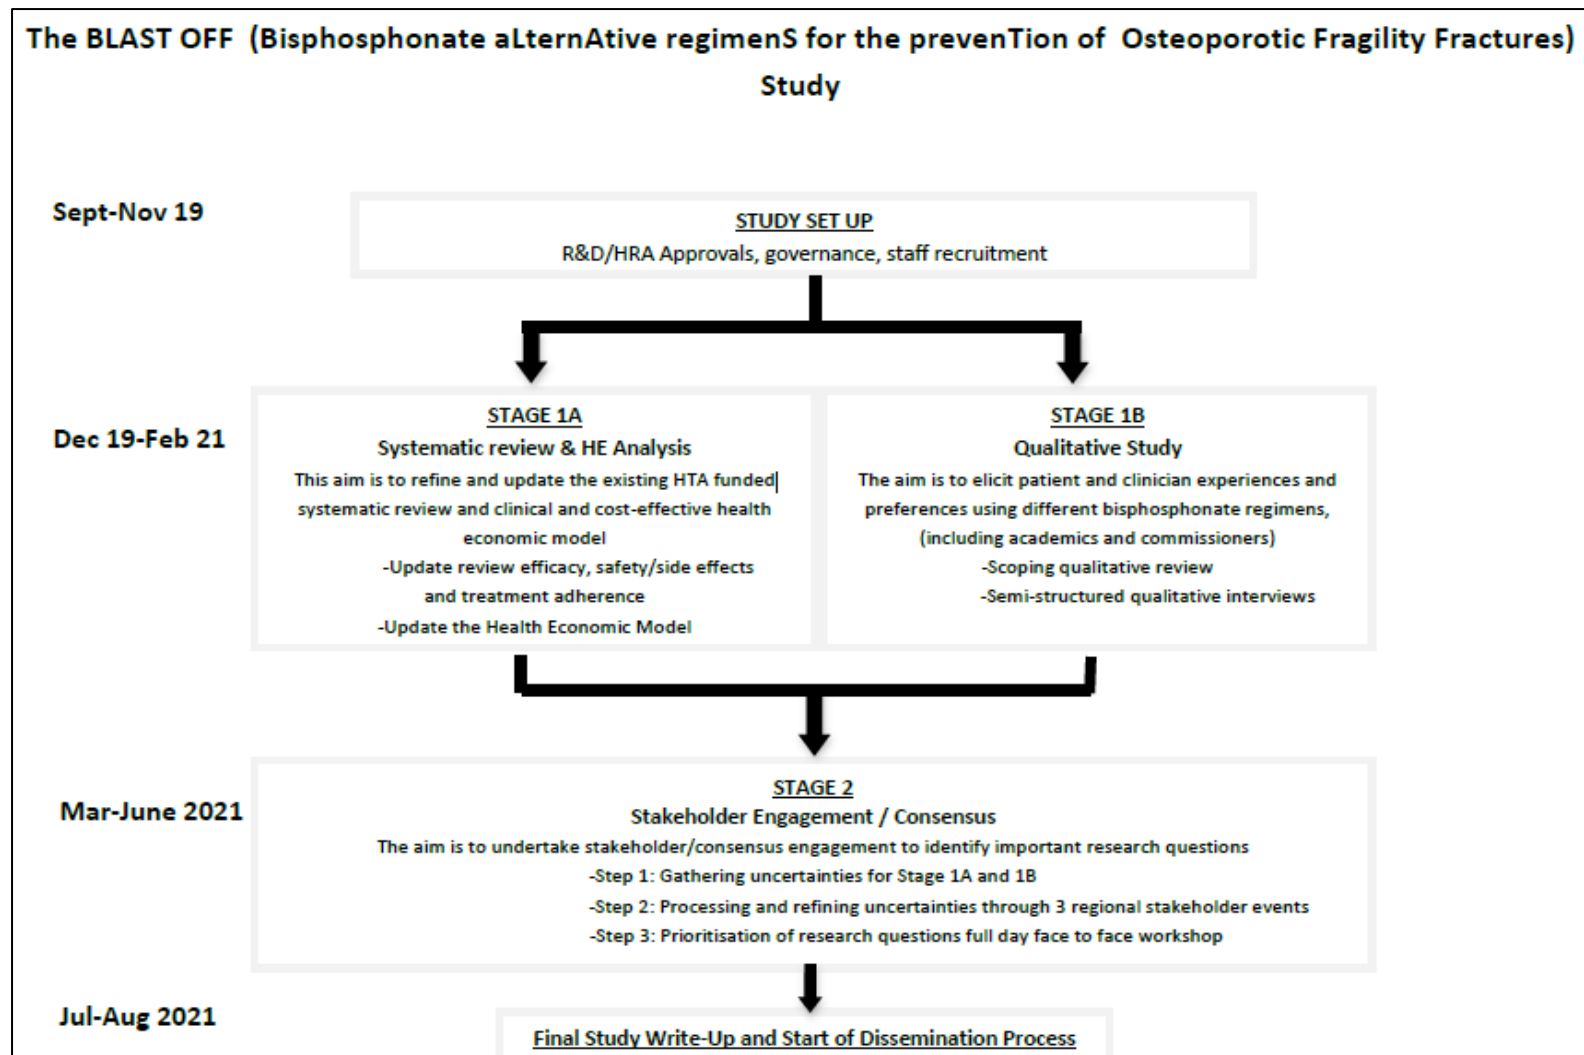 The BLAST OFF (Bisphosphonate aLternAtive regimenS for the prevenTion of Osteoporotic Fragility Fractures)
Study
Sept-Nov 19
STUDY SET UP
R&D/HRA Approvals, governance, staff recruitment
Dec 19-Feb 21
STAGE 1A
Systematic review & HE Analysis
This aim is to refine and update the existing HTA funded
systematic review and clinical and cost-effective health
economic model
-Update review efficacy, safety/side effects
and treatment adherence
-Update the Health Economic Model
STAGE 1B
Qualitative Study
The aim is to elicit patient and clinician experiences and
preferences using different bisphosphonate regimens,
(including academics and commissioners)
-Scoping qualitative review
-Semi-structured qualitative interviews
Mar-June 2021
STAGE 2
Stakeholder Engagement / Consensus
The aim is to undertake stakeholder/consensus engagement to identify important research questions
-Step 1: Gathering uncertainties for Stage 1A and 1B
-Step 2: Processing and refining uncertainties through 3 regional stakeholder events
-Step 3: Prioritisation of research questions full day face to face workshop
Jul-Aug 2021
Final Study Write-Up and Start of Dissemination Process